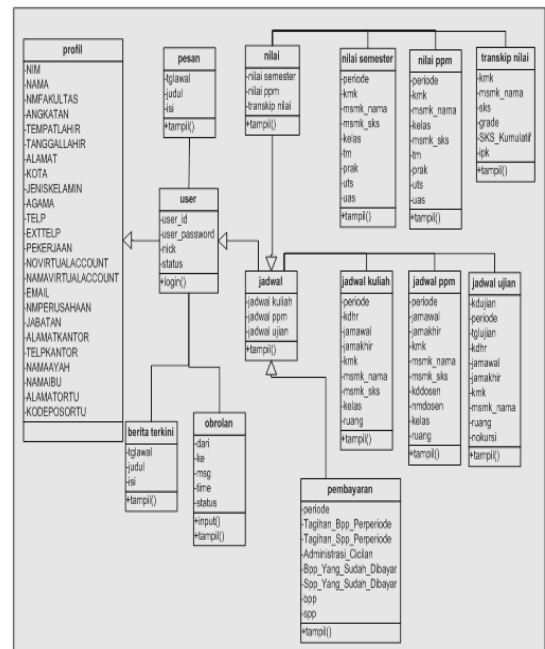 profil
-NIM
-NAMA
-NMFAKULTAS
-ANGKATAN
-TEMPATLAHIR
-TANGGALLAHIR
-ALAMAT
-KOTA
-JENISKELAMIN
-AGAMA
-TELP
-EXTTELP
-PEKERJAAN
-NOVIRTUALACCOUNT
-NAMAVIRTUALACCOUNT
-EMAIL
-NMPERUSAHAAN
-JABATAN
-ALAMATKANTOR
-TELPKANTOR
-NAMAAYAH
-NAMAIBU
-ALAMATORTU
-KODEPOSORTU
pesan
-tglawal
-judul
-isi
+tampil()
nilai
-nilai semester
-nilai ppm
-transkip nilai
+tampil()
nilai semester
-periode
-kmk
-msmk_nama
-msmk_sks
-kelas
-tm
-prak
-uts
-uas
+tampil()
nilai ppm
-periode
-kmk
-msmk_nama
-kelas
-msmk_sks
-tm
-prak
-uts
-uas
+tampil()
transkip nilai
-kmk
-msmk_nama
-sks
-grade
-SKS_Kumulatif
-ipk
+tampil()
user
-user_id
-user_password
-nick
-status
+login()
jadwal
-jadwal kuliah
-jadwal ppm
-jadwal ujian
+tampil()
jadwal kuliah
-periode
-kdhr
-jamawal
-jamakhir
-kmk
-msmk_nama
-msmk_sks
-kelas
-ruang
+tampil()
jadwal ppm
-periode
-jamawal
-jamakhir
-kmk
-msmk_nama
-msmk_sks
-kddosen
-nmdosen
-kelas
-ruang
+tampil()
jadwal ujian
-kdujian
-periode
-tglujian
-kdhr
-jamawal
-jamakhir
-kmk
-msmk_nama
-ruang
-nokursi
+tampil()
berita terkini
-tglawal
-judul
-isi
+tampil()
obrolan
-dari
-ke
-msg
-time
-status
+input()
+tampil()
pembayaran
-periode
-Tagihan_Bpp_Perperiode
-Tagihan_Spp_Perperiode
-Administrasi_Cicilan
-Bpp_Yang_Sudah_Dibayar
-Spp_Yang_Sudah_Dibayar
-bpp
-spp
+tampil()